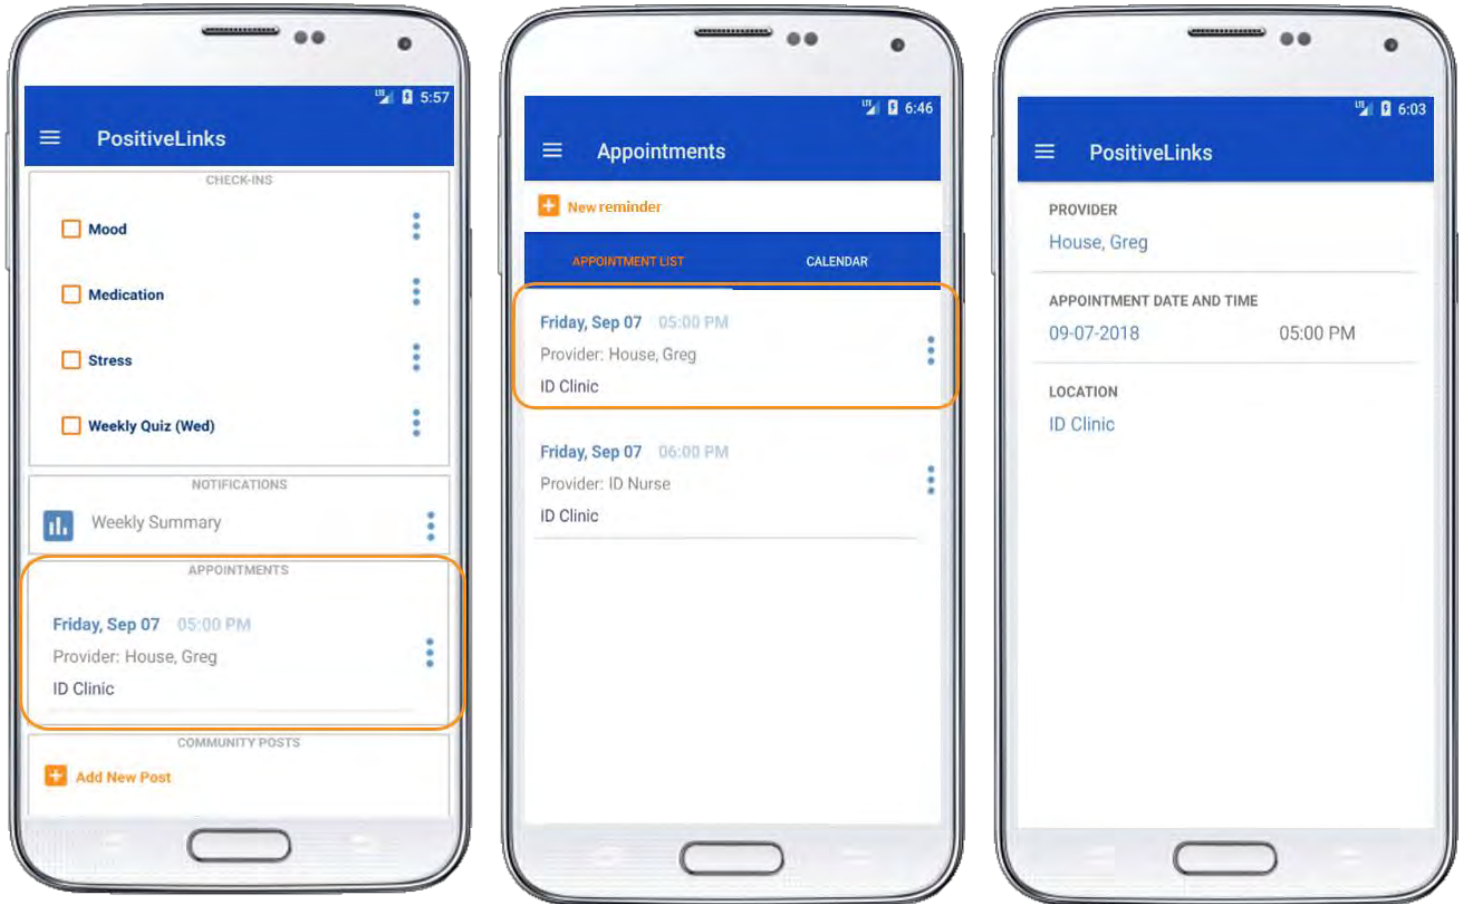 LTE 5:57
PositiveLinks
CHECK-INS
Mood
Medication
Stress
Weekly Quiz (Wed)
NOTIFICATIONS
Weekly Summary
APPOINTMENTS
Friday, Sep 07 05:00 PM
Provider: House, Greg
ID Clinic
COMMUNITY POSTS
Add New Post
LTE 6:46
Appointments
New reminder
APPOINTMENT LIST CALENDAR
Friday, Sep 07 05:00 PM
Provider: House, Greg
ID Clinic
Friday, Sep 07 06:00 PM
Provider: ID Nurse
ID Clinic
LTE 6:03
PositiveLinks
PROVIDER
House, Greg
APPOINTMENT DATE AND TIME
09-07-2018 05:00 PM
LOCATION
ID Clinic